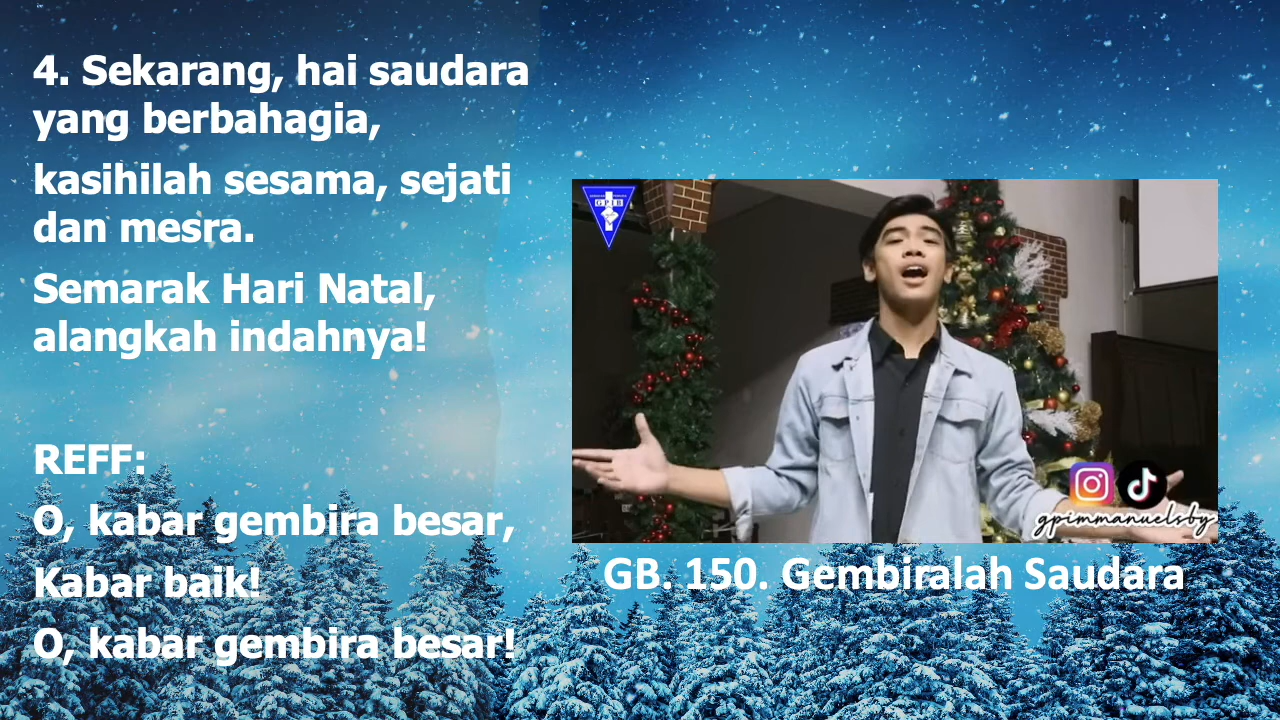 4. Sekarang, hai saudara
yang berbahagia,
kasihilah sesama, sejati
dan mesra.
Semarak Hari Natal,
alangkah indahnya!
REFF:
O, kabar gembira besar,
Kabar baik!
O, kabar gembira besar!
GPIB
gpimmanuelsby
GB. 150. Gembiralah Saudara